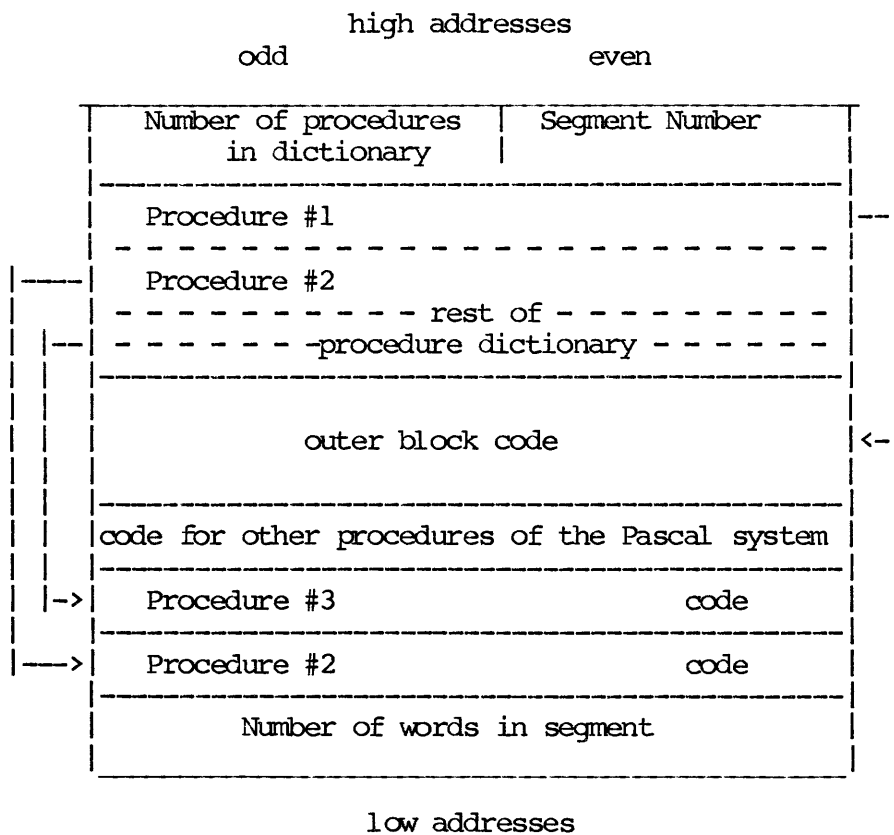 high addresses
odd even
Number of procedures Segment Number
in dictionary
Procedure #1
Procedure #2
rest of
procedure dictionary
outer block code
code for other procedures of the Pascal system
Procedure #3 code
Procedure #2 code
Number of words in segment
low addresses